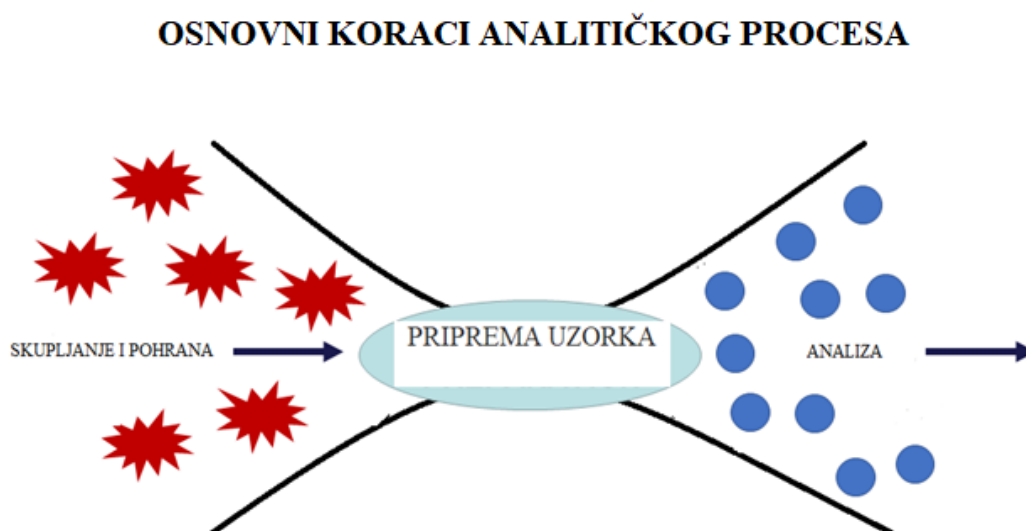 OSNOVNI KORACI ANALITIČKOG PROCESA
SKUPLJANJE I POHRANA
PRIPREMA UZORKA
ANALIZA